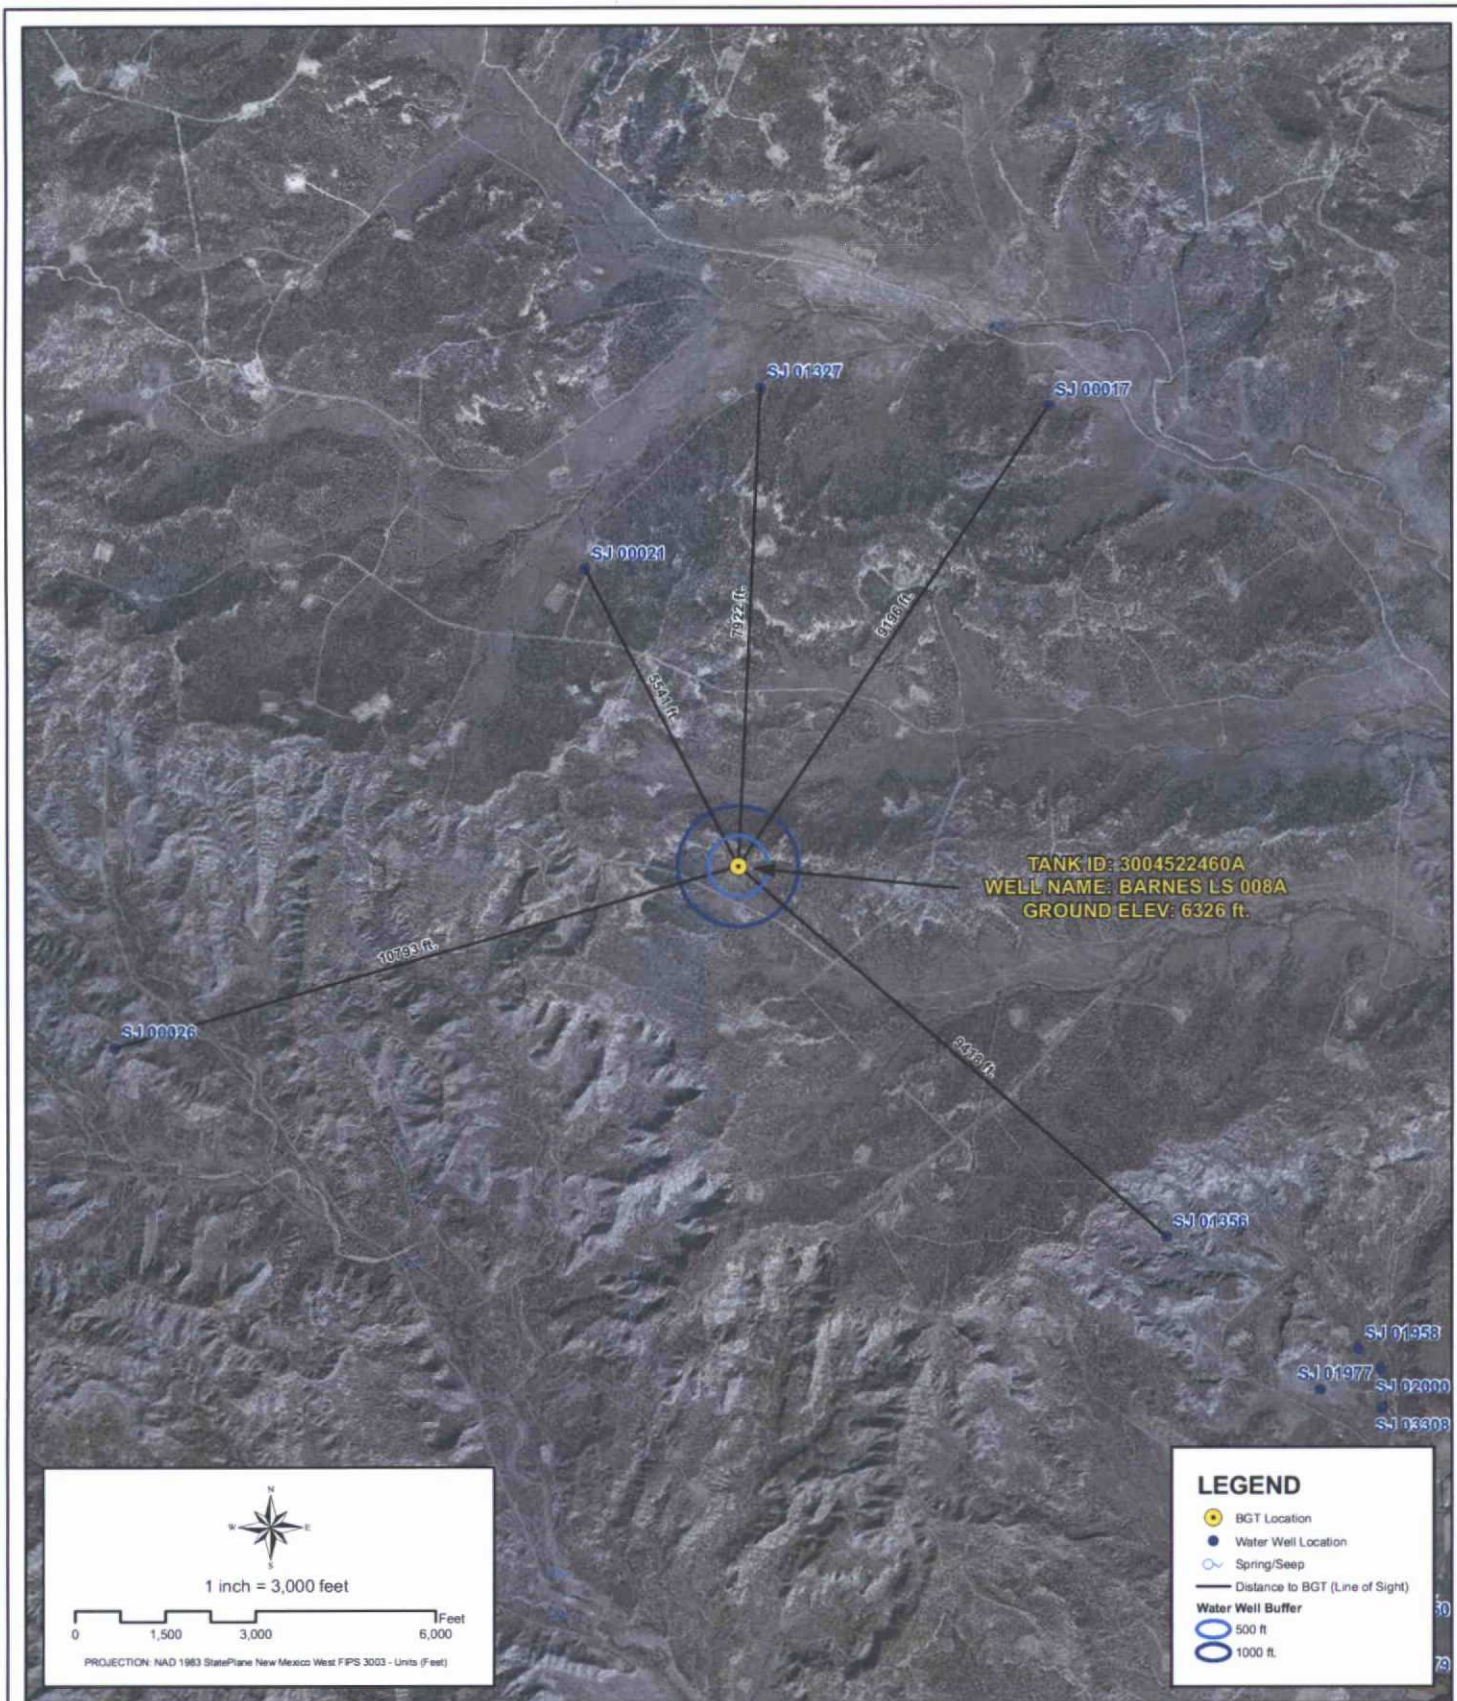 SJ 01327
SJ 00017
SJ 00021
7922 ft.
9196 ft.
5541 ft.
TANK ID: 3004522460A
WELL NAME: BARNES LS 008A
GROUND ELEV: 6326 ft.
10793 ft.
SJ 00026
9418 ft.
SJ 01356
SJ 01958
SJ 01977
SJ 02000
SJ 03308
N
W E
S
1 inch = 3,000 feet
Feet
0 1,500 3,000 6,000
PROJECTION: NAD 1983 StatePlane New Mexico West FIPS 3003 - Units (Feet)
LEGEND
BGT Location
Water Well Location
Spring/Seep
Distance to BGT (Line of Sight)
Water Well Buffer
500 ft
1000 ft.
50
79